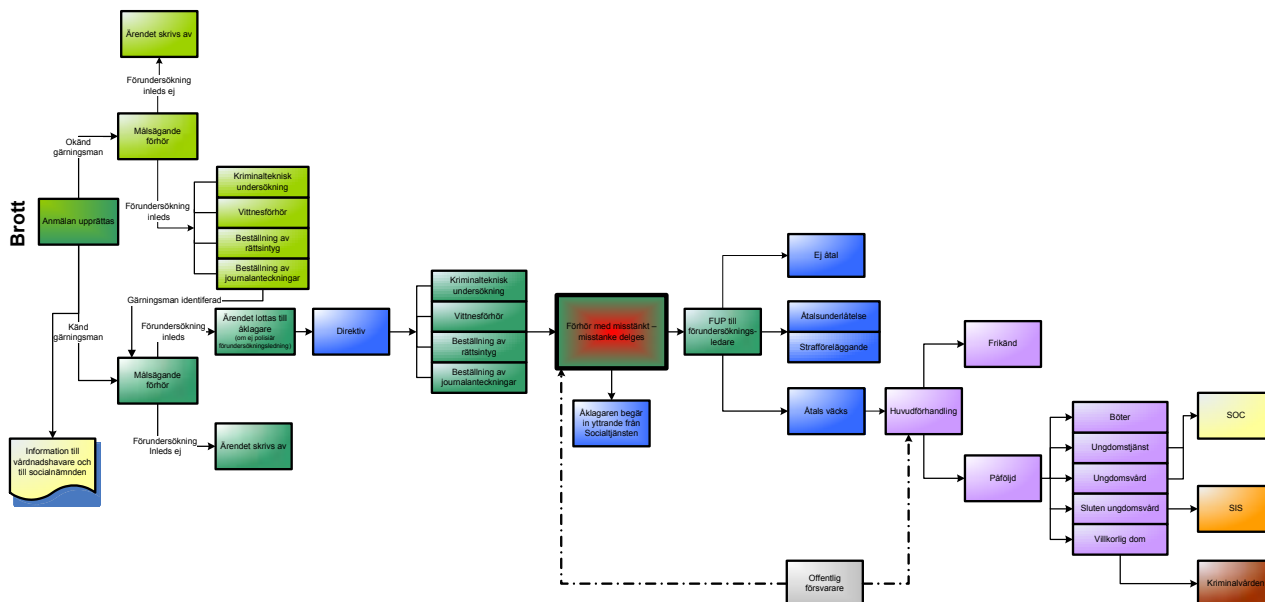 Ärendet skrivs av
Förundersökning
inleds ej
Målsägande
förhör
Okänd
gärningsman
Brott
Anmälan upprättas
Förundersökning
inleds
Kriminalteknisk
undersökning
Vittnesförhör
Beställning av
rättsintyg
Beställning av
journalanteckningar
Gärningsman identifierad
Känd
gärningsman
Förundersökning
inleds
Ärendet lottas till
åklagare
(om ej polisiär
förundersökningsledning)
Målsägande
förhör
Förundersökning
Inleds ej
Ärendet skrivs av
Information till
vårdnadshavare och
till socialnämnden
Direktiv
Kriminalteknisk
undersökning
Vittnesförhör
Beställning av
rättsintyg
Beställning av
journalanteckningar
Förhör med misstänkt –
misstanke delges
Åklagaren begär
in yttrande från
Socialtjänsten
FUP till
förundersöknings-
ledare
Ej åtal
Åtalsunderlåtelse
Strafföreläggande
Åtals väcks
Huvudförhandling
Frikänd
Påföljd
Böter
Ungdomstjänst
Ungdomsvård
Sluten ungdomsvård
Villkorlig dom
SOC
SIS
Kriminalvården
Offentlig
försvarare